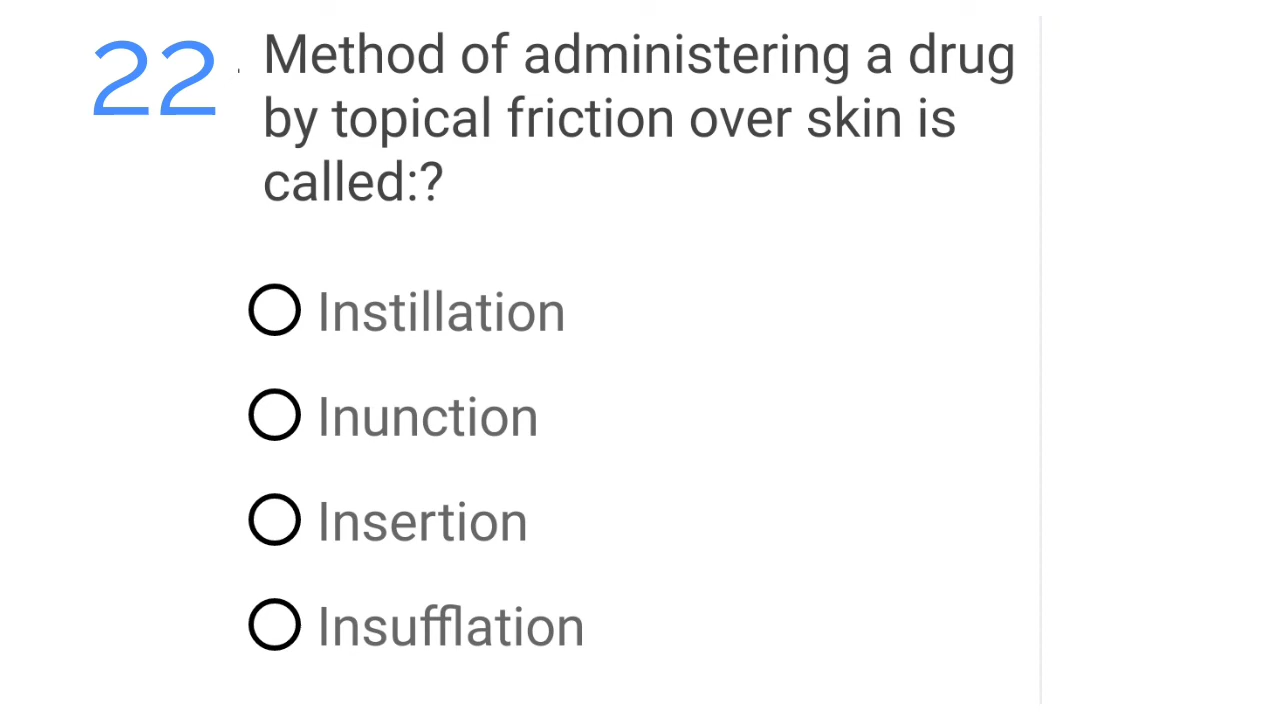 22. Method of administering a drug
by topical friction over skin is
called:?
Instillation
Inunction
Insertion
Insufflation